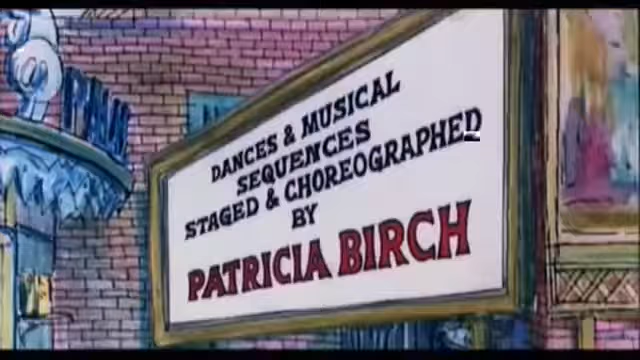 DANCES & MUSICAL
SEQUENCES
STAGED & CHOREOGRAPHED
BY
PATRICIA BIRCH